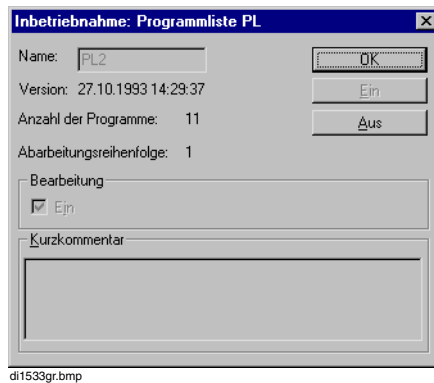 Inbetriebnahme: Programmliste PL
Name: PL2
OK
Version: 27.10.1993 14:29:37
Ein
Anzahl der Programme: 11
Aus
Abarbeitungsreihenfolge: 1
Bearbeitung
Ein
Kurzkommentar
di1533gr.bmp